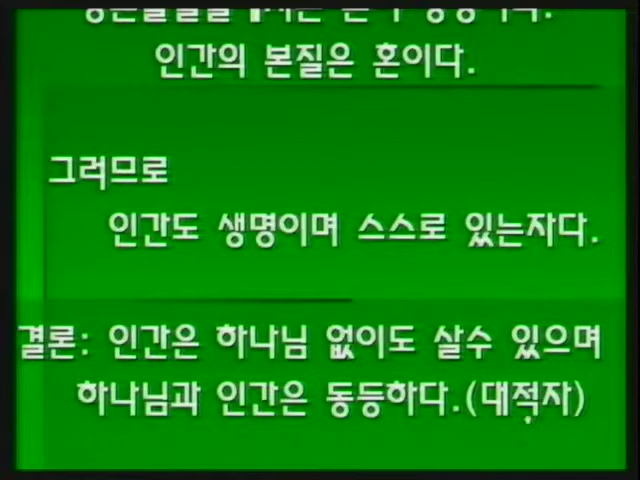 인간의 본질은 혼이다.
그러므로
인간도 생명이며 스스로 있는자다.
결론: 인간은 하나님 없이도 살수 있으며
하나님과 인간은 동등하다.(대적자)